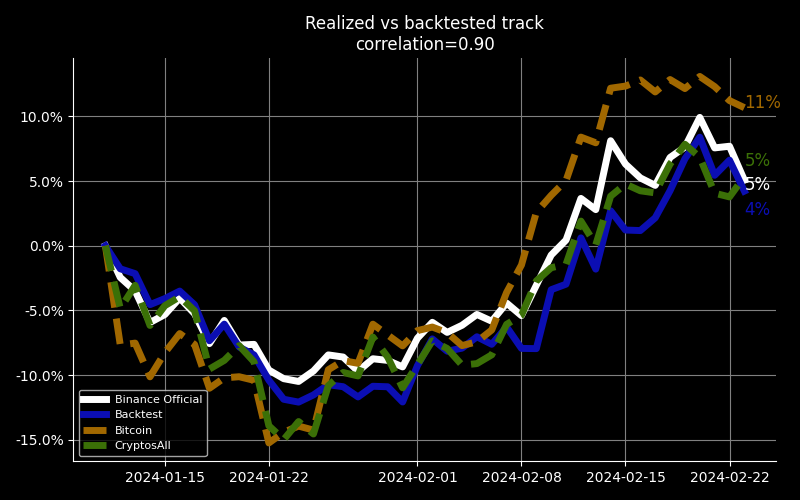 Realized vs backtested track
correlation=0.90
10.0%
5.0%
0.0%
-5.0%
-10.0%
-15.0%
11%
5%
5%
4%
Binance Official
Backtest
Bitcoin
CryptosAll
2024-01-15
2024-01-22
2024-02-01
2024-02-08
2024-02-15
2024-02-22